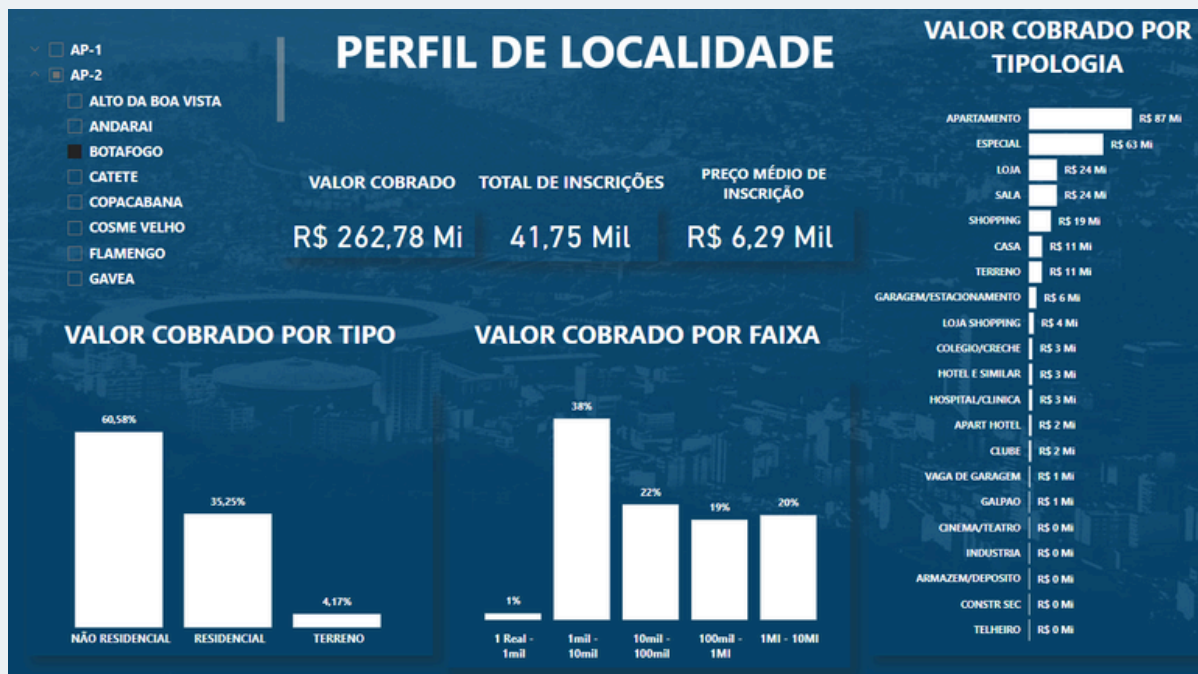 AP-1
AP-2
ALTO DA BOA VISTA
ANDARAI
BOTAFOGO
CATETE
COPACABANA
COSME VELHO
FLAMENGO
GAVEA
PERFIL DE LOCALIDADE
VALOR COBRADO
R$ 262,78 Mi
TOTAL DE INSCRIÇÕES
41,75 Mil
PREÇO MÉDIO DE
INSCRIÇÃO
R$ 6,29 Mil
VALOR COBRADO POR TIPO
60,58%
35,25%
4,17%
NÃO RESIDENCIAL
RESIDENCIAL
TERRENO
VALOR COBRADO POR FAIXA
1%
38%
22%
19%
20%
1 Real -
1mil
1mil -
10mil
10mil -
100mil
100mil -
1MI
1MI - 10MI
VALOR COBRADO POR
TIPOLOGIA
APARTAMENTO R$ 87 Mi
ESPECIAL R$ 63 Mi
LOJA R$ 24 Mi
SALA R$ 24 Mi
SHOPPING R$ 19 Mi
CASA R$ 11 Mi
TERRENO R$ 11 Mi
GARAGEM/ESTACIONAMENTO R$ 6 Mi
LOJA SHOPPING R$ 4 Mi
COLEGIO/CRECHE R$ 3 Mi
HOTEL E SIMILAR R$ 3 Mi
HOSPITAL/CLINICA R$ 3 Mi
APART HOTEL R$ 2 Mi
CLUBE R$ 2 Mi
VAGA DE GARAGEM R$ 1 Mi
GALPAO R$ 1 Mi
CINEMA/TEATRO R$ 0 Mi
INDUSTRIA R$ 0 Mi
ARMAZEM/DEPOSITO R$ 0 Mi
CONSTR SEC R$ 0 Mi
TELHEIRO R$ 0 Mi